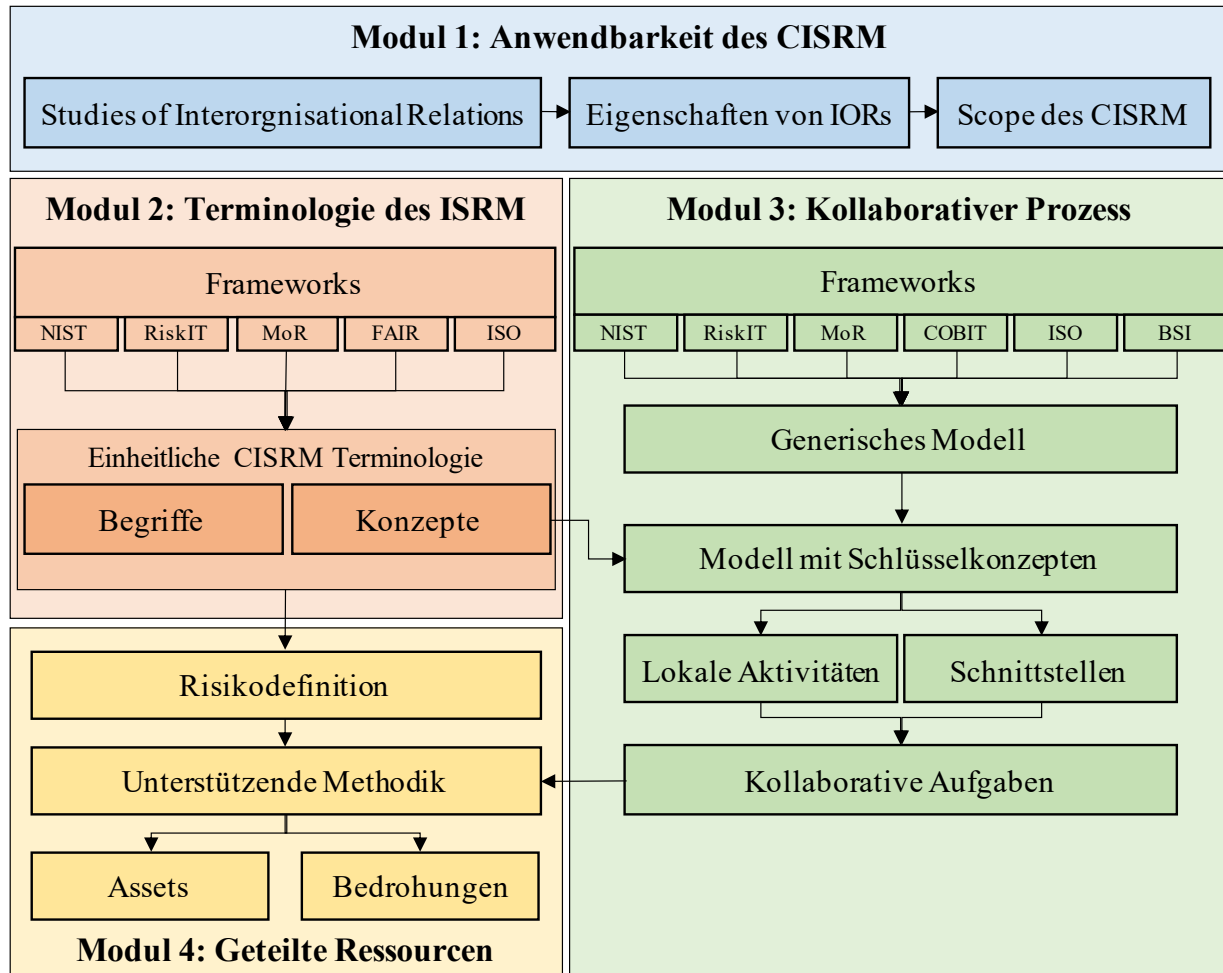 Modul 1: Anwendbarkeit des CISRM
Studies of Interorgnisational Relations
Eigenschaften von IORs
Scope des CISRM
Modul 2: Terminologie des ISRM
Frameworks
NIST
RiskIT
MoR
FAIR
ISO
Einheitliche CISRM Terminologie
Begriffe
Konzepte
Modul 3: Kollaborativer Prozess
Frameworks
NIST
RiskIT
MoR
COBIT
ISO
BSI
Generisches Modell
Modell mit Schlüsselkonzepten
Lokale Aktivitäten
Schnittstellen
Kollaborative Aufgaben
Risikodefinition
Unterstützende Methodik
Assets
Bedrohungen
Modul 4: Geteilte Ressourcen